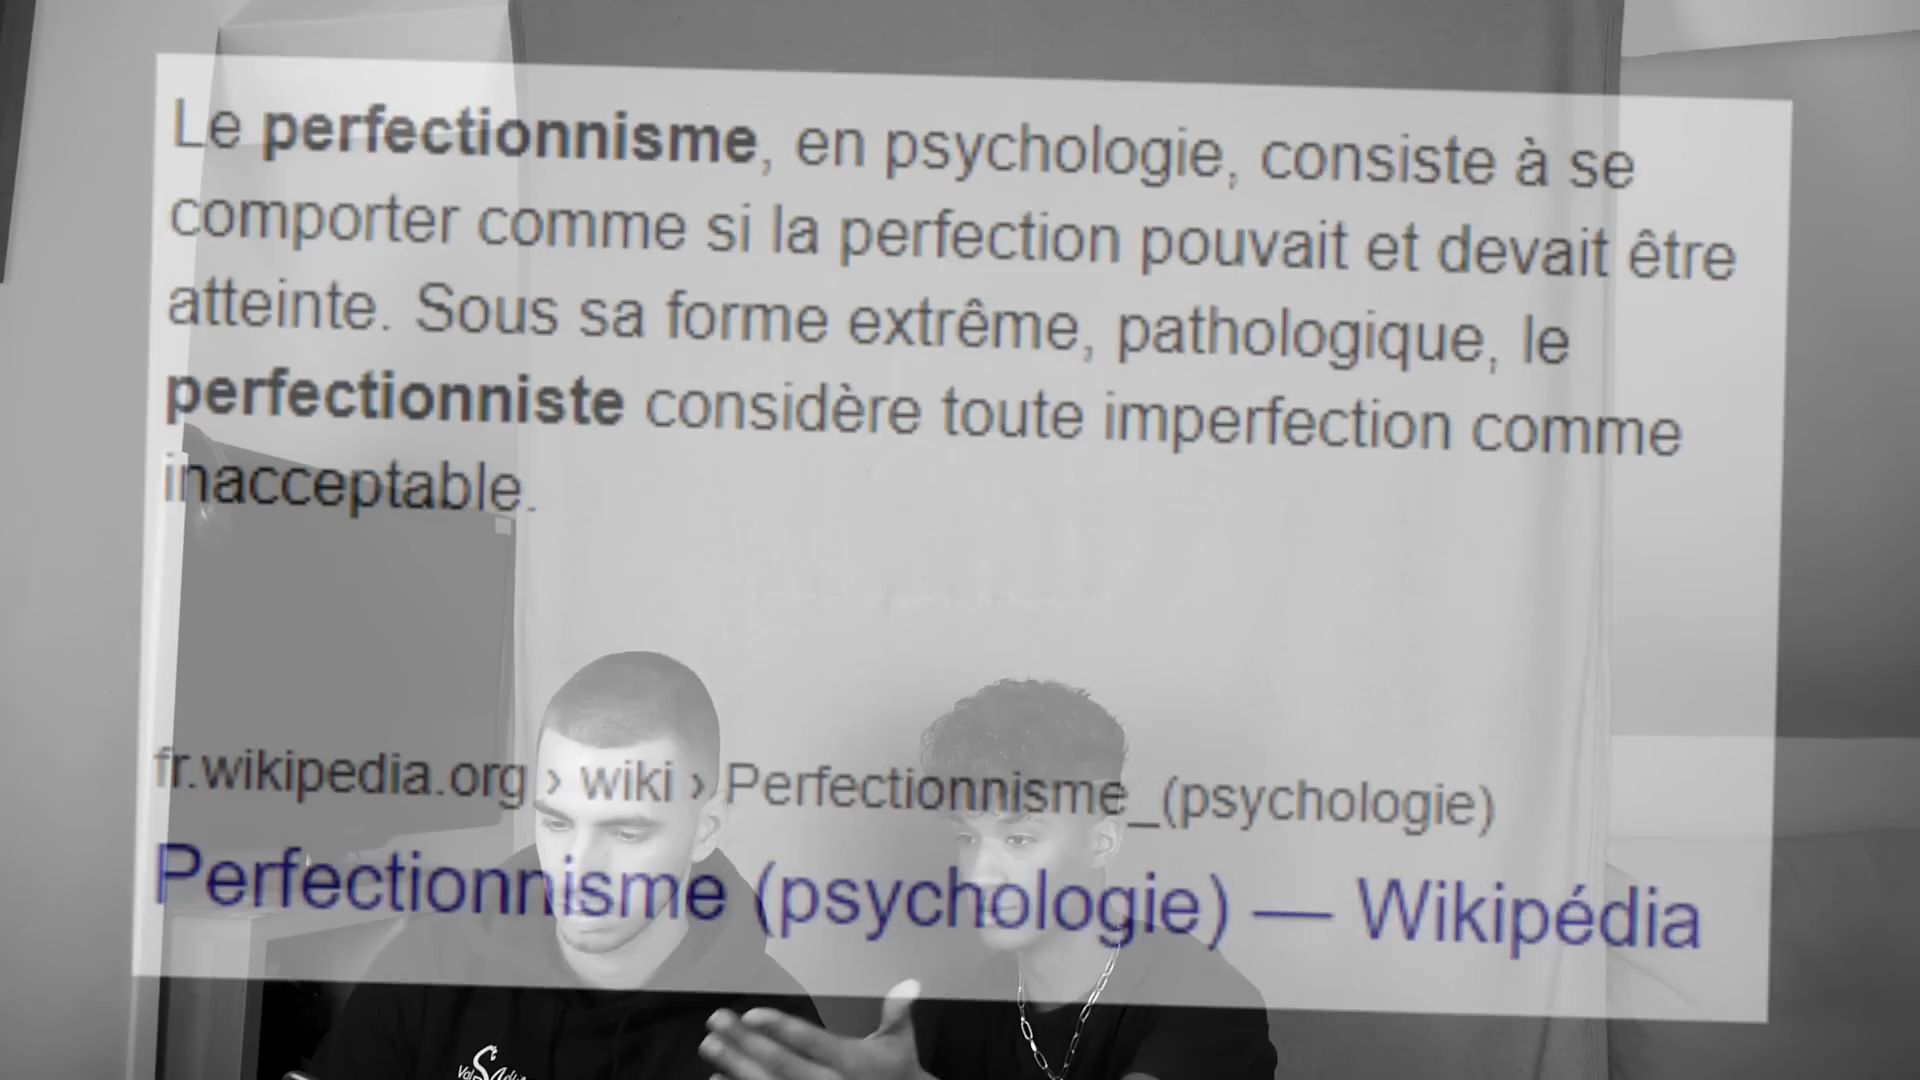 Le perfectionnisme, en psychologie, consiste à se
comporter comme si la perfection pouvait et devait être
atteinte. Sous sa forme extrême, pathologique, le
perfectionniste considère toute imperfection comme
inacceptable.
fr.wikipedia.org › wiki › Perfectionnisme_(psychologie)
Perfectionnisme (psychologie) — Wikipédia